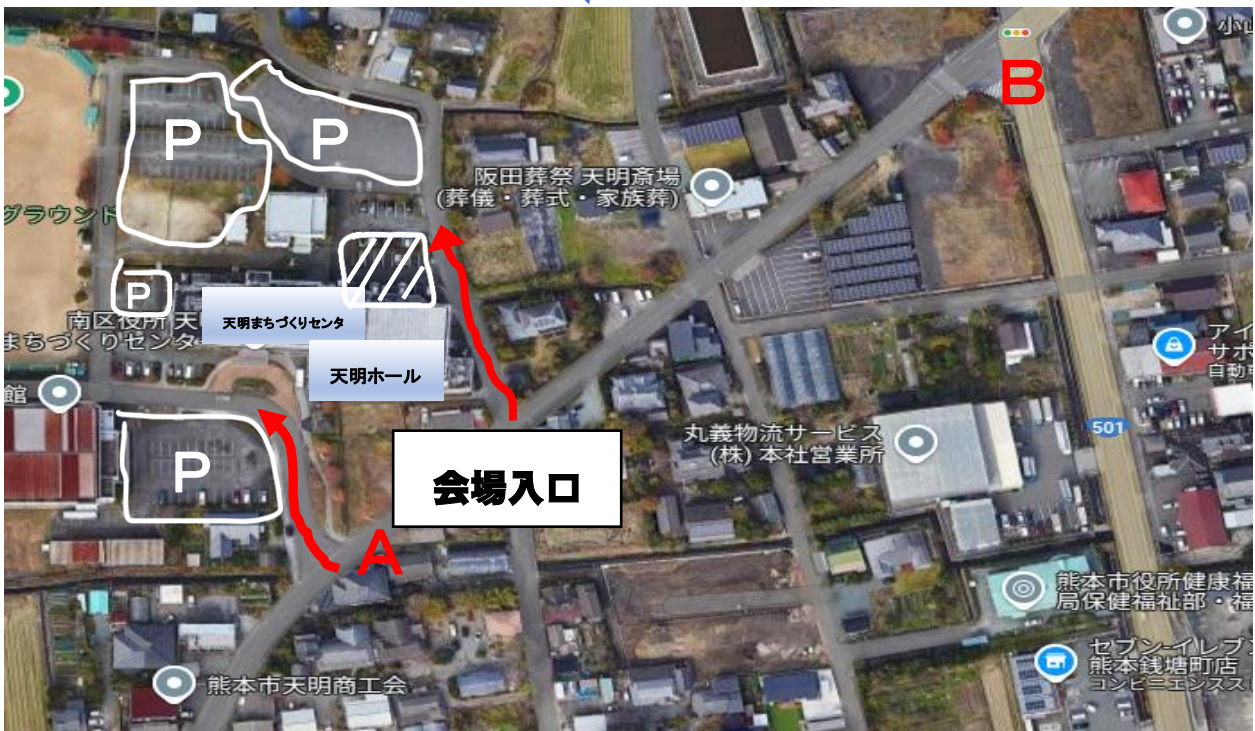 小山
B
P
P
阪田葬祭 天明斎場
(葬儀・葬式・家族葬)
グラウンド
P
天明まちづくりセンタ
南区役所 天
まちづくりセンター
天明ホール
アイ
サポ
自動車
館
501
丸義物流サービス
(株) 本社営業所
P
会場入口
A
熊本市役所健康福
局保健福祉部・福
セブン-イレブン
熊本銭塘町店
コンビニエンスス
熊本市天明商工会